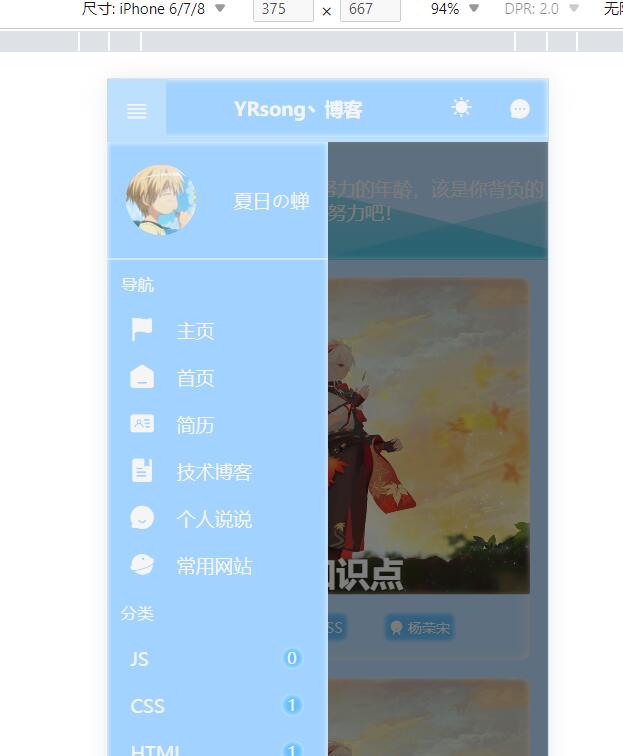 尺寸: iPhone 6/7/8
375
×
667
94%
DPR: 2.0
YRsong丶博客
夏日の蝉
努力的年龄，该是你背负的
努力吧！
导航
主页
首页
简历
技术博客
个人说说
常用网站
识点
SS
杨荣宋
分类
JS
0
CSS
1
HTML
1